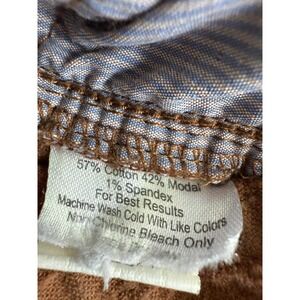 57% Cotton 42% Modal
1% Spandex
For Best Results
Machine Wash Cold With Like Colors
Non Chlorine Bleach Only